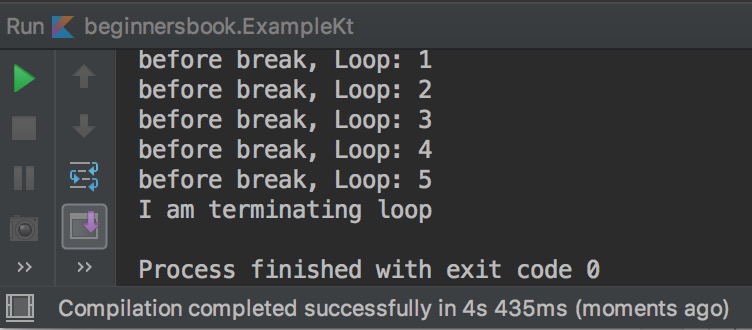 Run beginnersbook.ExampleKt
before break, Loop: 1
before break, Loop: 2
before break, Loop: 3
before break, Loop: 4
before break, Loop: 5
I am terminating loop
Process finished with exit code 0
Compilation completed successfully in 4s 435ms (moments ago)